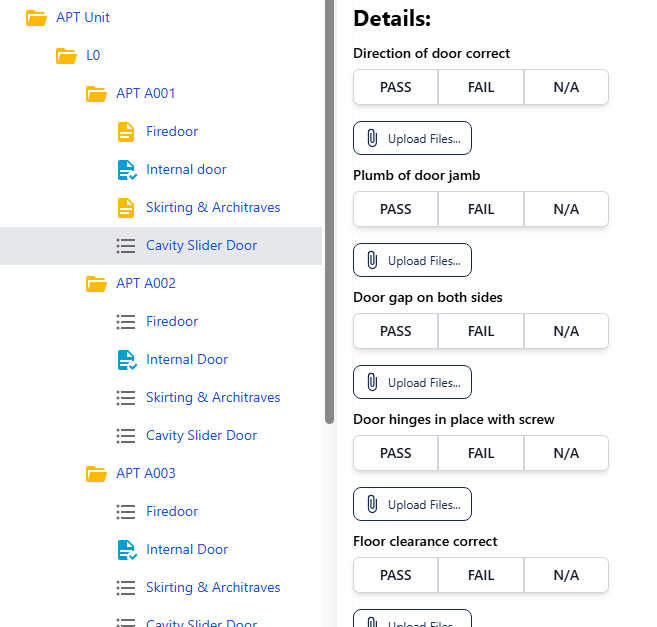 APT Unit
L0
APT A001
Firedoor
Internal door
Skirting & Architraves
Cavity Slider Door
APT A002
Firedoor
Internal Door
Skirting & Architraves
Cavity Slider Door
APT A003
Firedoor
Internal Door
Skirting & Architraves
Cavity Slider Door
Details:
Direction of door correct
PASS FAIL N/A
Upload Files...
Plumb of door jamb
PASS FAIL N/A
Upload Files...
Door gap on both sides
PASS FAIL N/A
Upload Files...
Door hinges in place with screw
PASS FAIL N/A
Upload Files...
Floor clearance correct
PASS FAIL N/A
Upload Files...